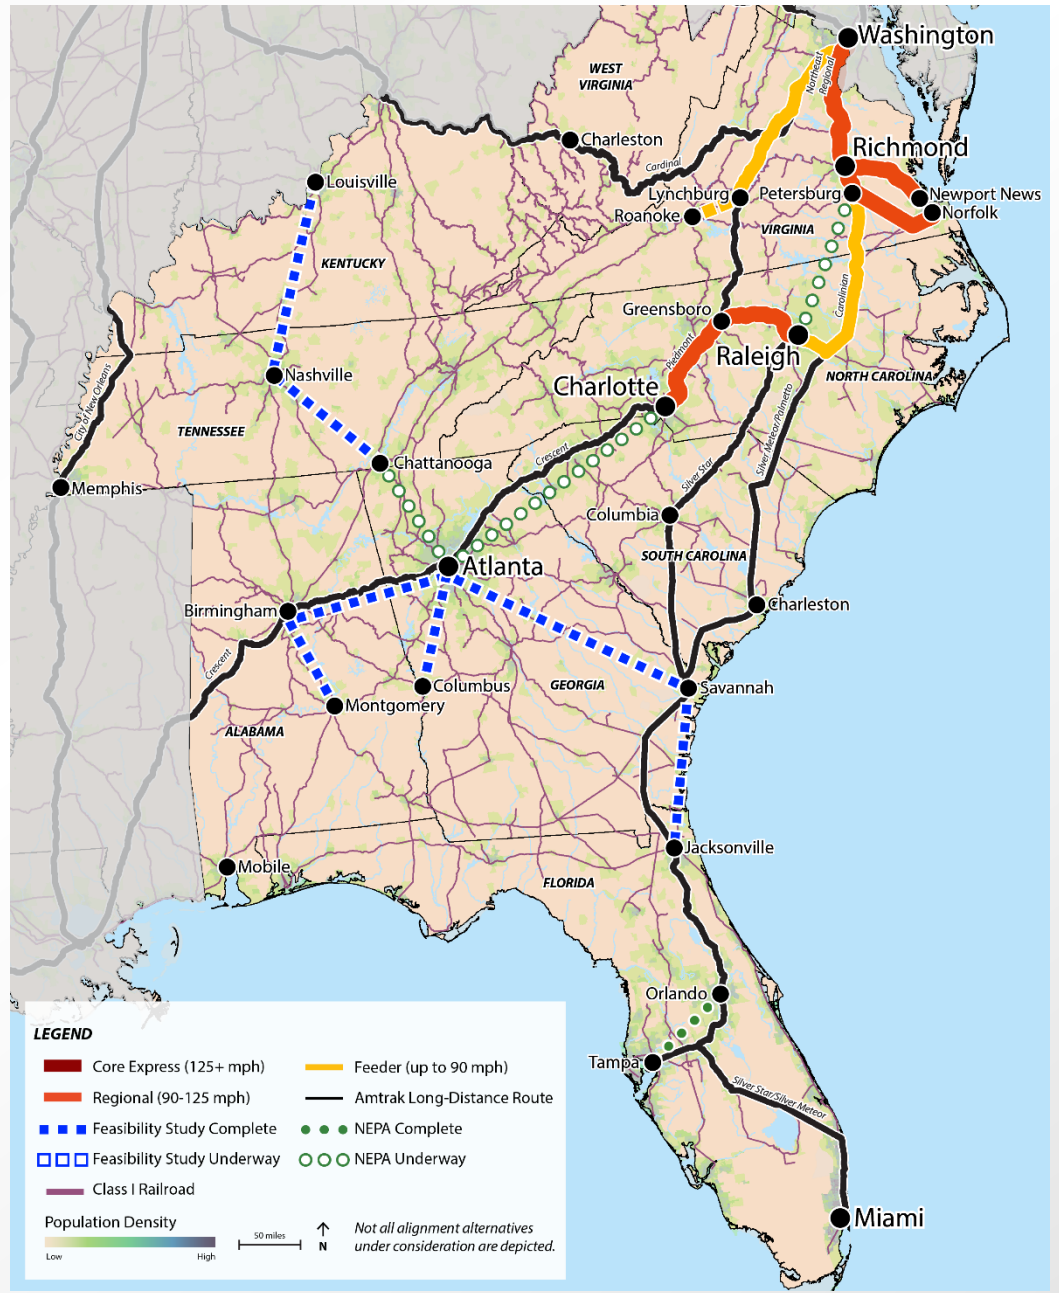 Washington
WEST
VIRGINIA
Northeast
Regional
Charleston
Richmond
Cardinal
Louisville
Lynchburg
Petersburg
Newport News
Roanoke
Norfolk
VIRGINIA
KENTUCKY
Carolinian
Greensboro
Piedmont
Raleigh
Nashville
NORTH CAROLINA
Charlotte
City of New Orleans
TENNESSEE
Silver Meteor/Palmetto
Crescent
Chattanooga
Silver Star
Memphis
Columbia
SOUTH CAROLINA
Atlanta
Birmingham
Charleston
Crescent
Columbus
GEORGIA
Savannah
Montgomery
ALABAMA
Jacksonville
Mobile
FLORIDA
Orlando
Tampa
Silver Star/Silver Meteor
Miami
LEGEND
Core Express (125+ mph)
Feeder (up to 90 mph)
Regional (90-125 mph)
Amtrak Long-Distance Route
Feasibility Study Complete
NEPA Complete
Feasibility Study Underway
NEPA Underway
Class I Railroad
Population Density
Low
High
50 miles
N
Not all alignment alternatives
under consideration are depicted.